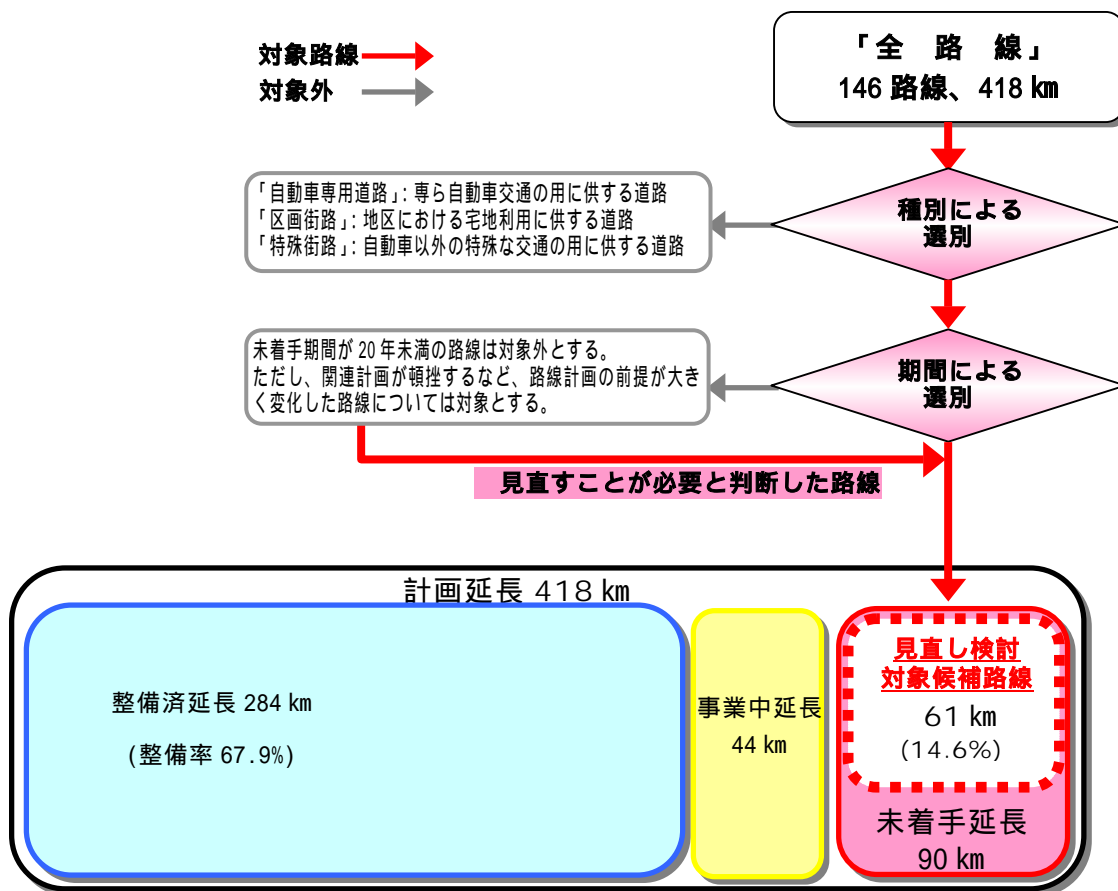 対象路線
対象外
「全 路 線」
146 路線、418 ㎞
種別による
選別
「自動車専用道路」: 専ら自動車交通の用に供する道路
「区画街路」: 地区における宅地利用に供する道路
「特殊街路」: 自動車以外の特殊な交通の用に供する道路
期間による
選別
未着手期間が 20 年未満の路線は対象外とする。
ただし、関連計画が頓挫するなど、路線計画の前提が大き
く変化した路線については対象とする。
見直すことが必要と判断した路線
計画延長 418 ㎞
整備済延長 284 ㎞
(整備率 67.9%)
事業中延長
44 ㎞
見直し検討
対象候補路線
61 ㎞
(14.6%)
未着手延長
90 ㎞